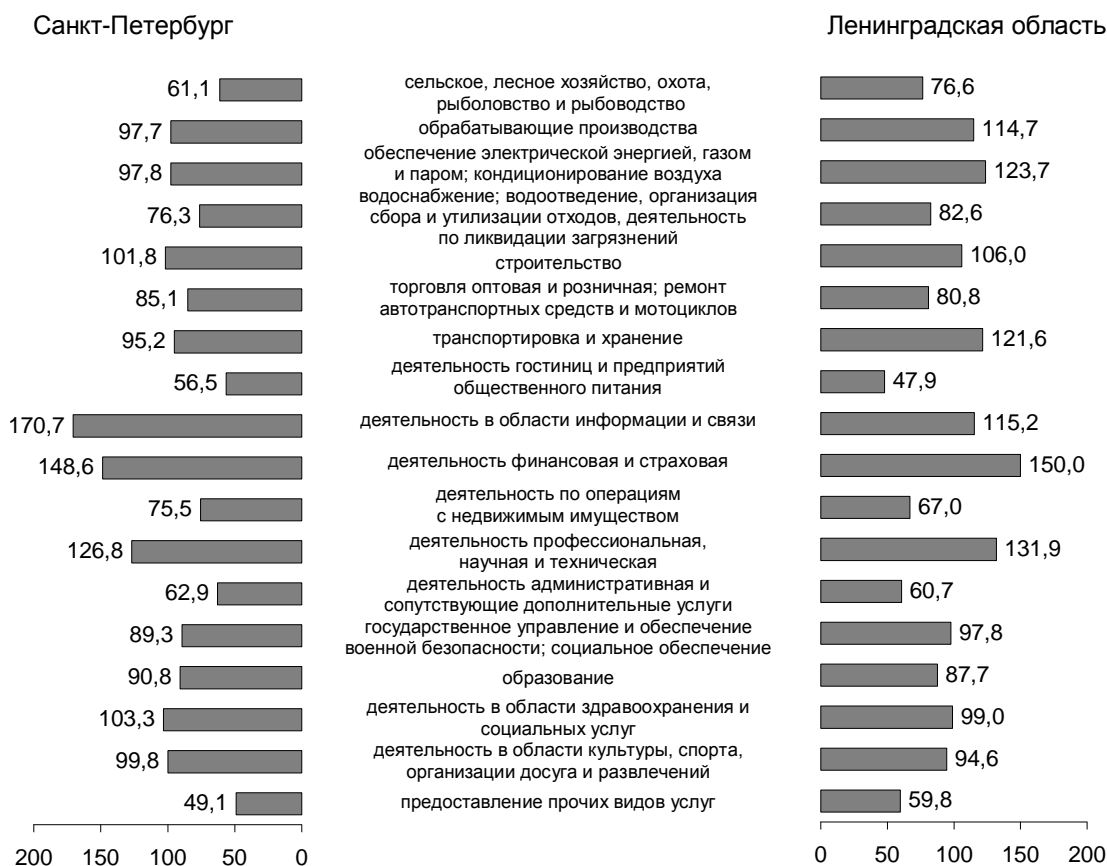 Санкт-Петербург
Ленинградская область
61,1
сельское, лесное хозяйство, охота,
рыболовство и рыбоводство
76,6
97,7
обрабатывающие производства
114,7
97,8
обеспечение электрической энергией, газом
и паром; кондиционирование воздуха
123,7
76,3
водоснабжение; водоотведение, организация
сбора и утилизации отходов, деятельность
по ликвидации загрязнений
82,6
101,8
строительство
106,0
85,1
торговля оптовая и розничная; ремонт
автотранспортных средств и мотоциклов
80,8
95,2
транспортировка и хранение
121,6
56,5
деятельность гостиниц и предприятий
общественного питания
47,9
170,7
деятельность в области информации и связи
115,2
148,6
деятельность финансовая и страховая
150,0
75,5
деятельность по операциям
с недвижимым имуществом
67,0
126,8
деятельность профессиональная,
научная и техническая
131,9
62,9
деятельность административная и
сопутствующие дополнительные услуги
60,7
89,3
государственное управление и обеспечение
военной безопасности; социальное обеспечение
97,8
90,8
образование
87,7
103,3
деятельность в области здравоохранения и
социальных услуг
99,0
99,8
деятельность в области культуры, спорта,
организации досуга и развлечений
94,6
49,1
предоставление прочих видов услуг
59,8
200 150 100 50 0
0 50 100 150 200